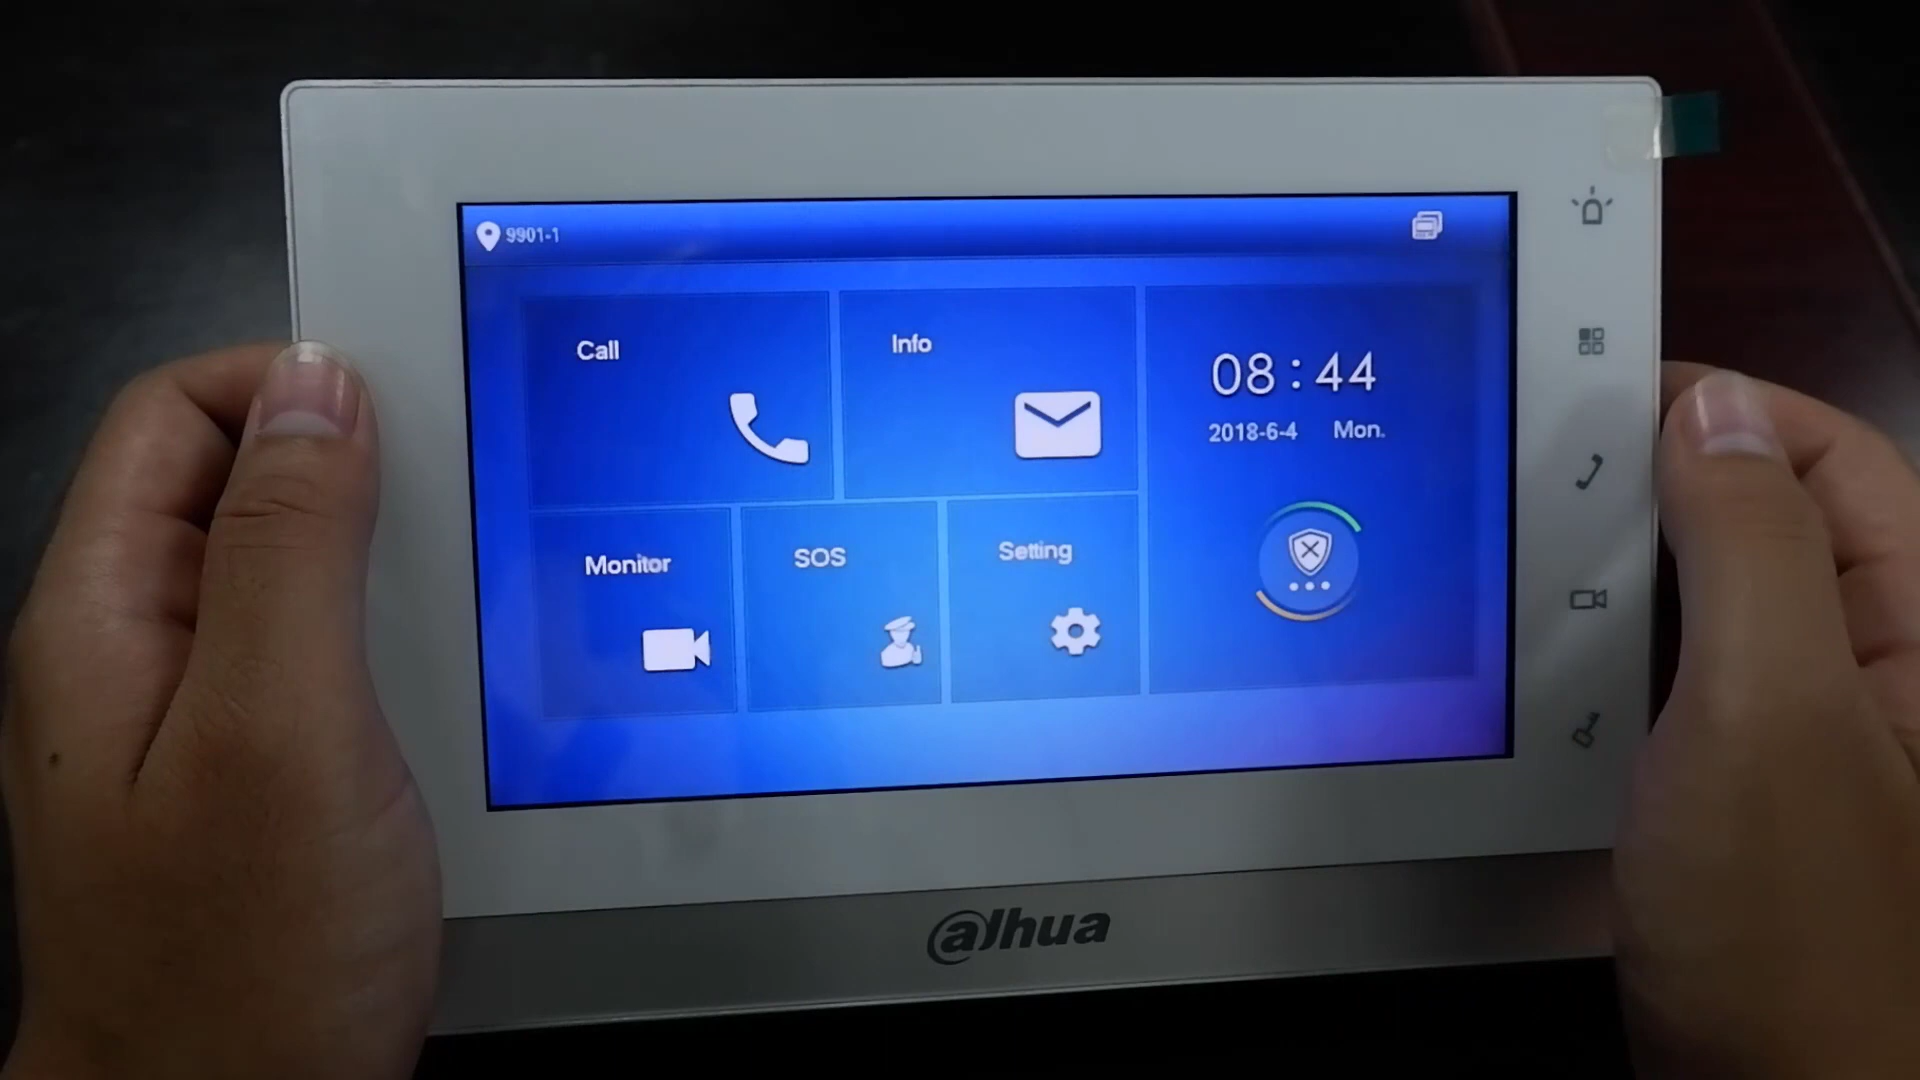 9901-1
Call
Info
08:44
2018-6-4 Mon.
Monitor
SOS
Setting
alhua